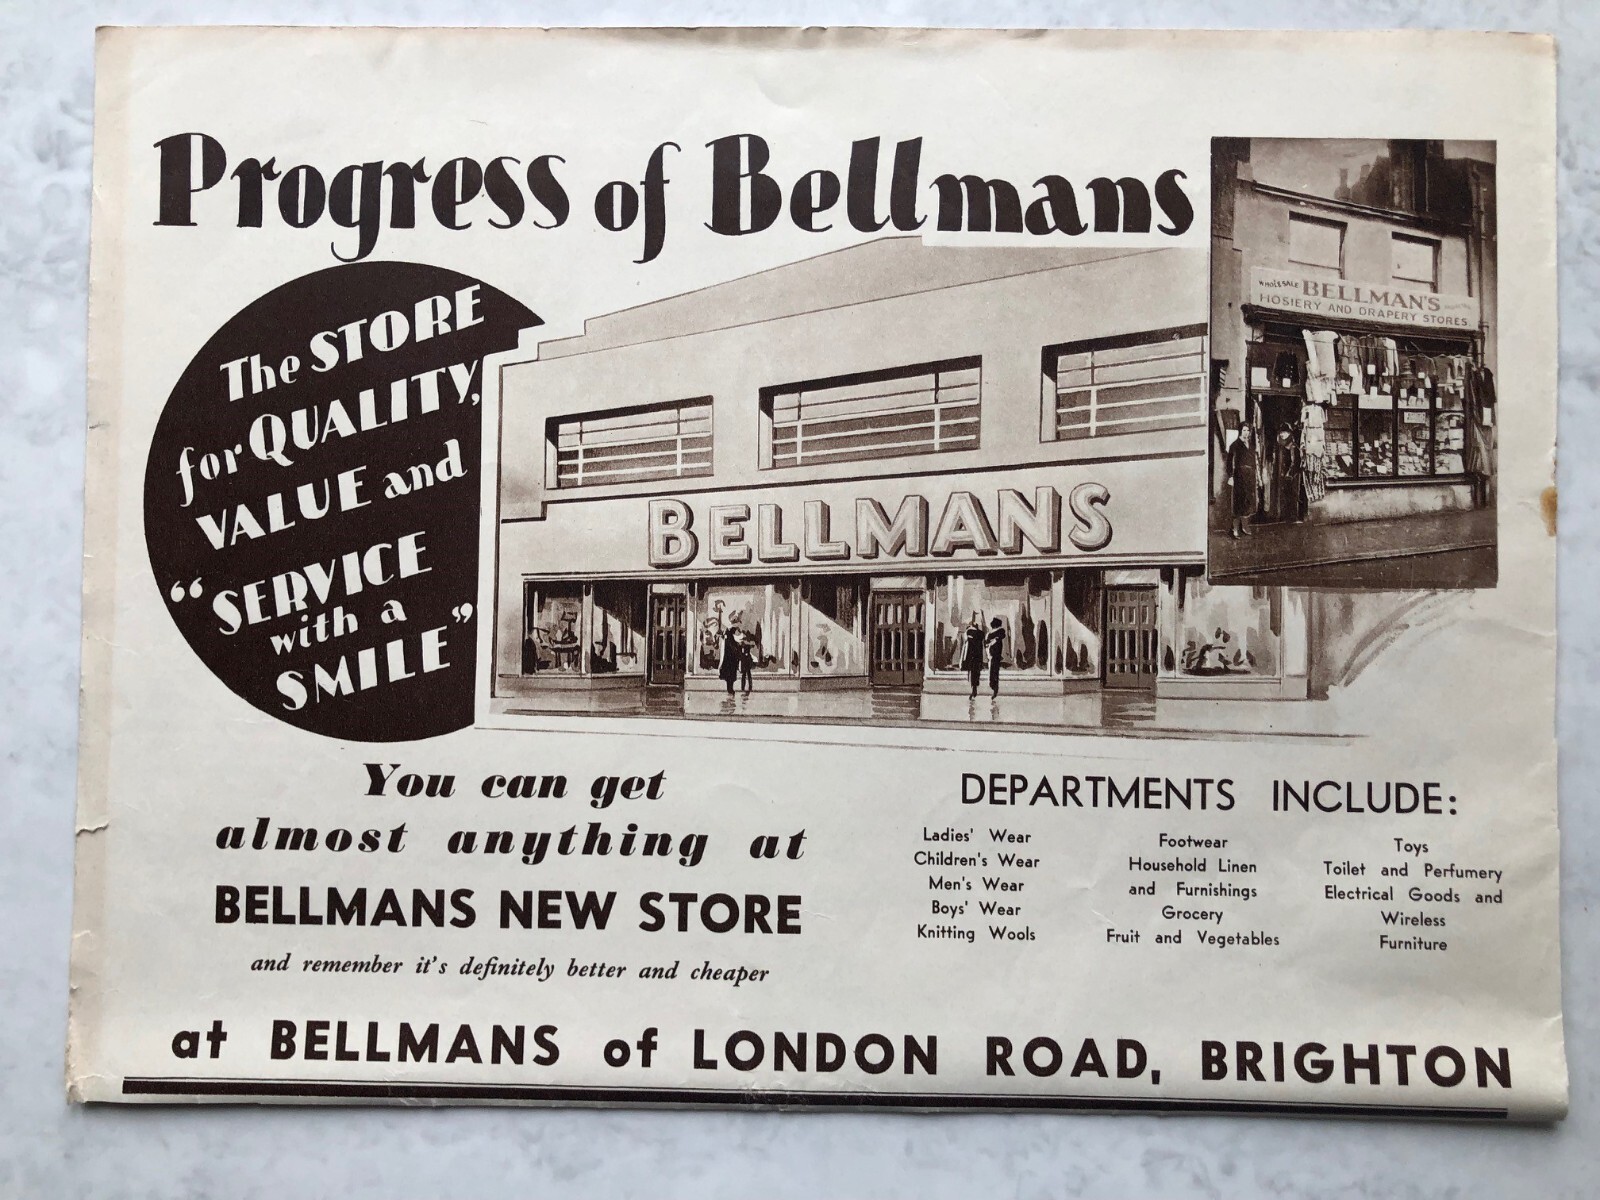 Progress of Bellmans
WHOLESALE BELLMAN'S
HOSIERY AND DRAPERY STORES
The STORE
for QUALITY,
VALUE and
“SERVICE
with a
SMILE”
BELLMANS
You can get
almost anything at
BELLMANS NEW STORE
and remember it's definitely better and cheaper
DEPARTMENTS INCLUDE:
Ladies' Wear
Children's Wear
Men's Wear
Boys' Wear
Knitting Wools
Footwear
Household Linen
and Furnishings
Grocery
Fruit and Vegetables
Toys
Toilet and Perfumery
Electrical Goods and
Wireless
Furniture
at BELLMANS of LONDON ROAD, BRIGHTON